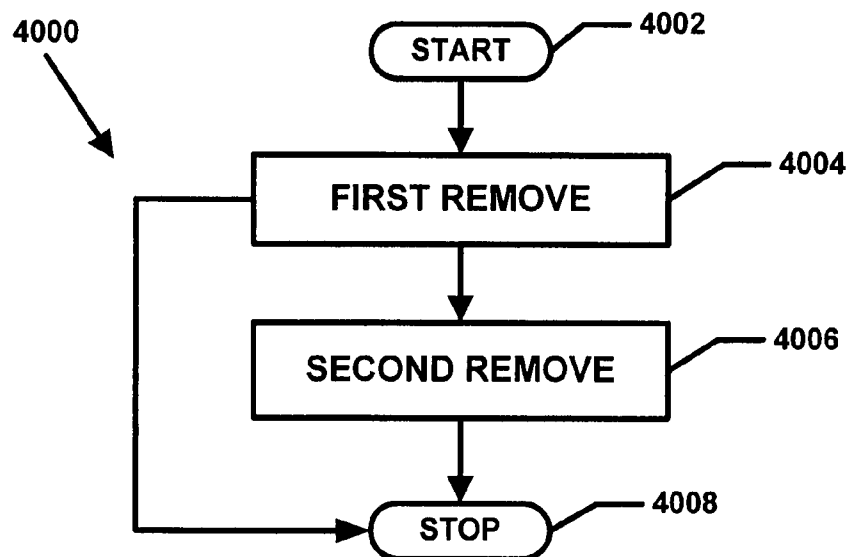 4000
START
4002
FIRST REMOVE
4004
SECOND REMOVE
4006
STOP
4008